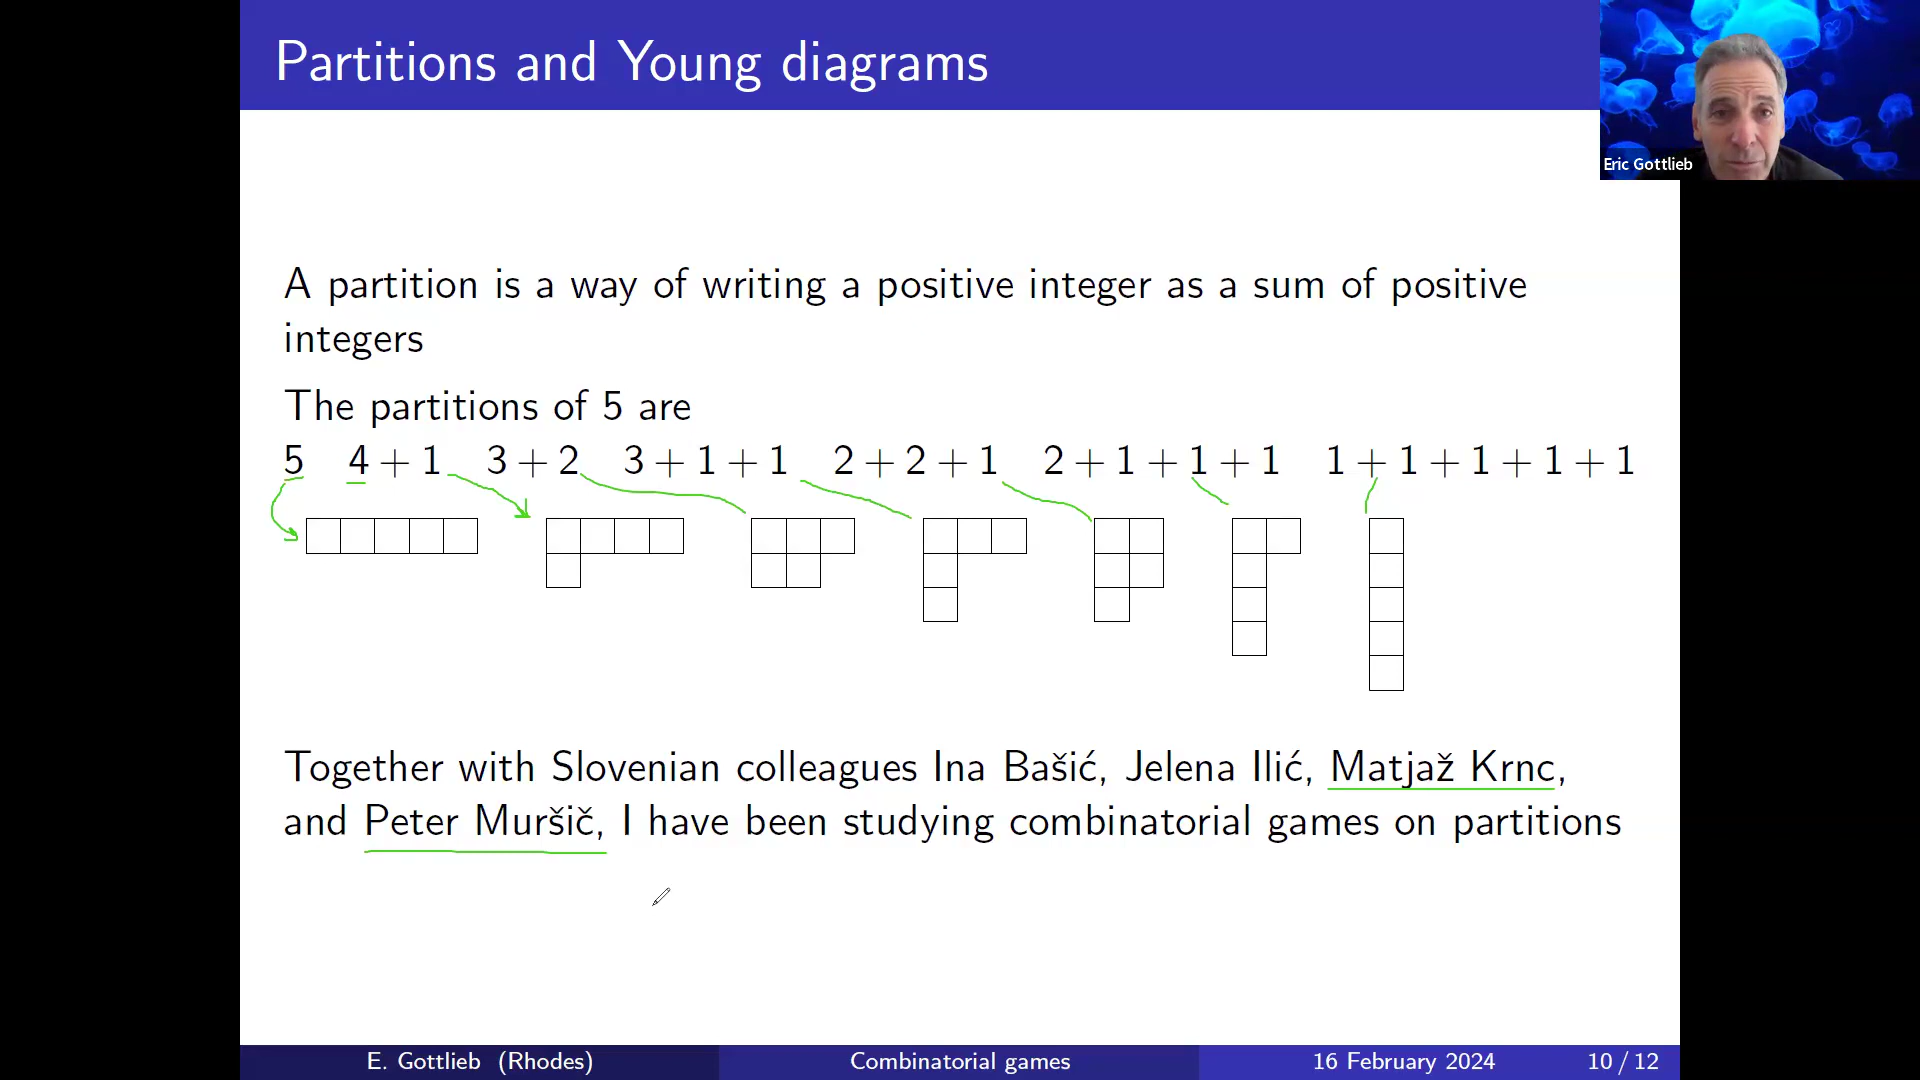 Partitions and Young diagrams
Eric Gottlieb
A partition is a way of writing a positive integer as a sum of positive
integers
The partitions of 5 are
5 4 + 1 3 + 2 3 + 1 + 1 2 + 2 + 1 2 + 1 + 1 + 1 1 + 1 + 1 + 1 + 1
Together with Slovenian colleagues Ina Bašić, Jelena Ilić, Matjaž Krnc,
and Peter Muršič, I have been studying combinatorial games on partitions
E. Gottlieb (Rhodes) Combinatorial games 16 February 2024 10 / 12